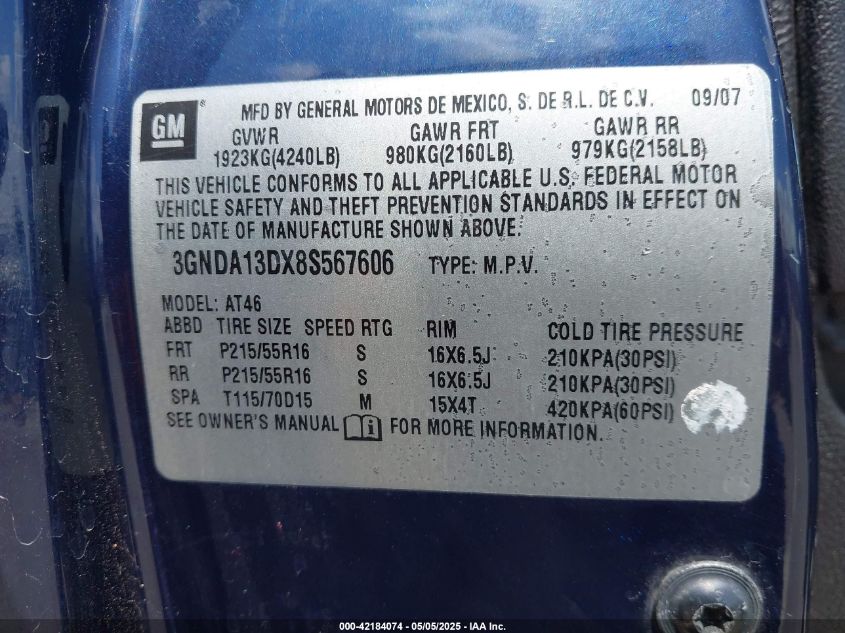 GM
MFD BY GENERAL MOTORS DE MEXICO, S. DE R.L. DE C.V. 09/07
GVWR GAWR FRT GAWR RR
1923KG(4240LB) 980KG(2160LB) 979KG(2158LB)
THIS VEHICLE CONFORMS TO ALL APPLICABLE U.S. FEDERAL MOTOR
VEHICLE SAFETY AND THEFT PREVENTION STANDARDS IN EFFECT ON
THE DATE OF MANUFACTURE SHOWN ABOVE.
3GNDA13DX8S567606 TYPE: M.P.V.
MODEL: AT46
ABBD TIRE SIZE SPEED RTG RIM COLD TIRE PRESSURE
FRT P215/55R16 S 16X6.5J 210KPA(30PSI)
RR P215/55R16 S 16X6.5J 210KPA(30PSI)
SPA T115/70D15 M 15X4T 420KPA(60PSI)
SEE OWNER'S MANUAL FOR MORE INFORMATION.
000-42184074 - 05/05/2025 - IAA Inc.